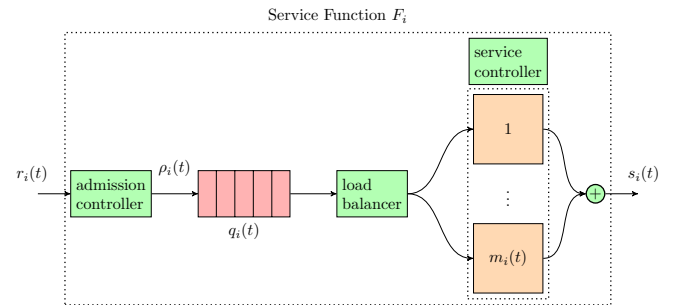 Service Function F_i
service
controller
1
r_i(t)
admission
controller
ρ_i(t)
q_i(t)
load
balancer
⋮
m_i(t)
+
s_i(t)